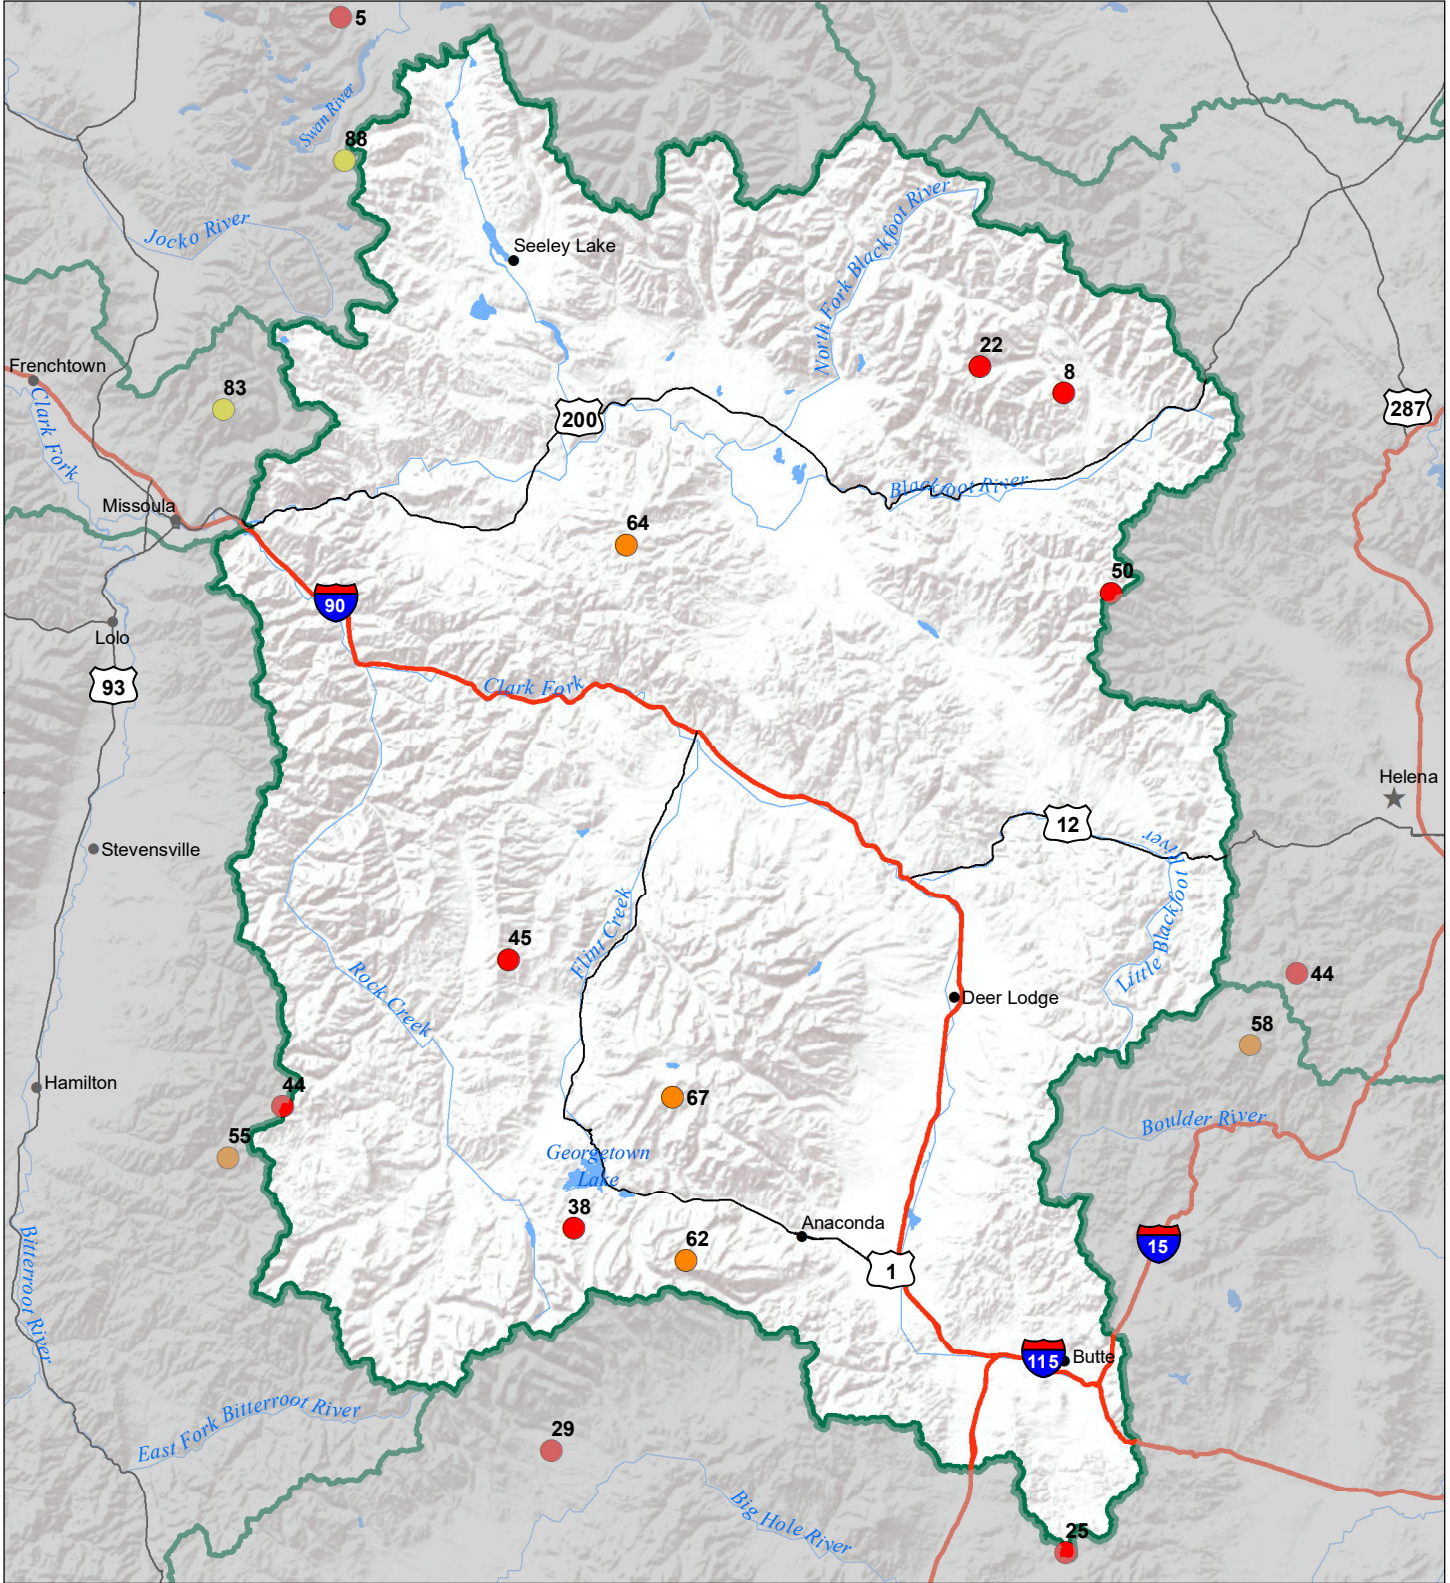 5
Swan River
88
Jocko River
Seeley Lake
North Fork Blackfoot River
22
8
Frenchtown
83
200
287
Clark Fork
Missoula
Blackfoot River
64
50
90
Lolo
93
Clark Fork
Helena
12
Stevensville
Little Blackfoot River
Flint Creek
45
Rock Creek
44
Deer Lodge
58
Hamilton
44
67
55
Boulder River
Georgetown
Lake
38
Anaconda
62
15
1
Bitterroot River
115
Butte
East Fork Bitterroot River
29
Big Hole River
25